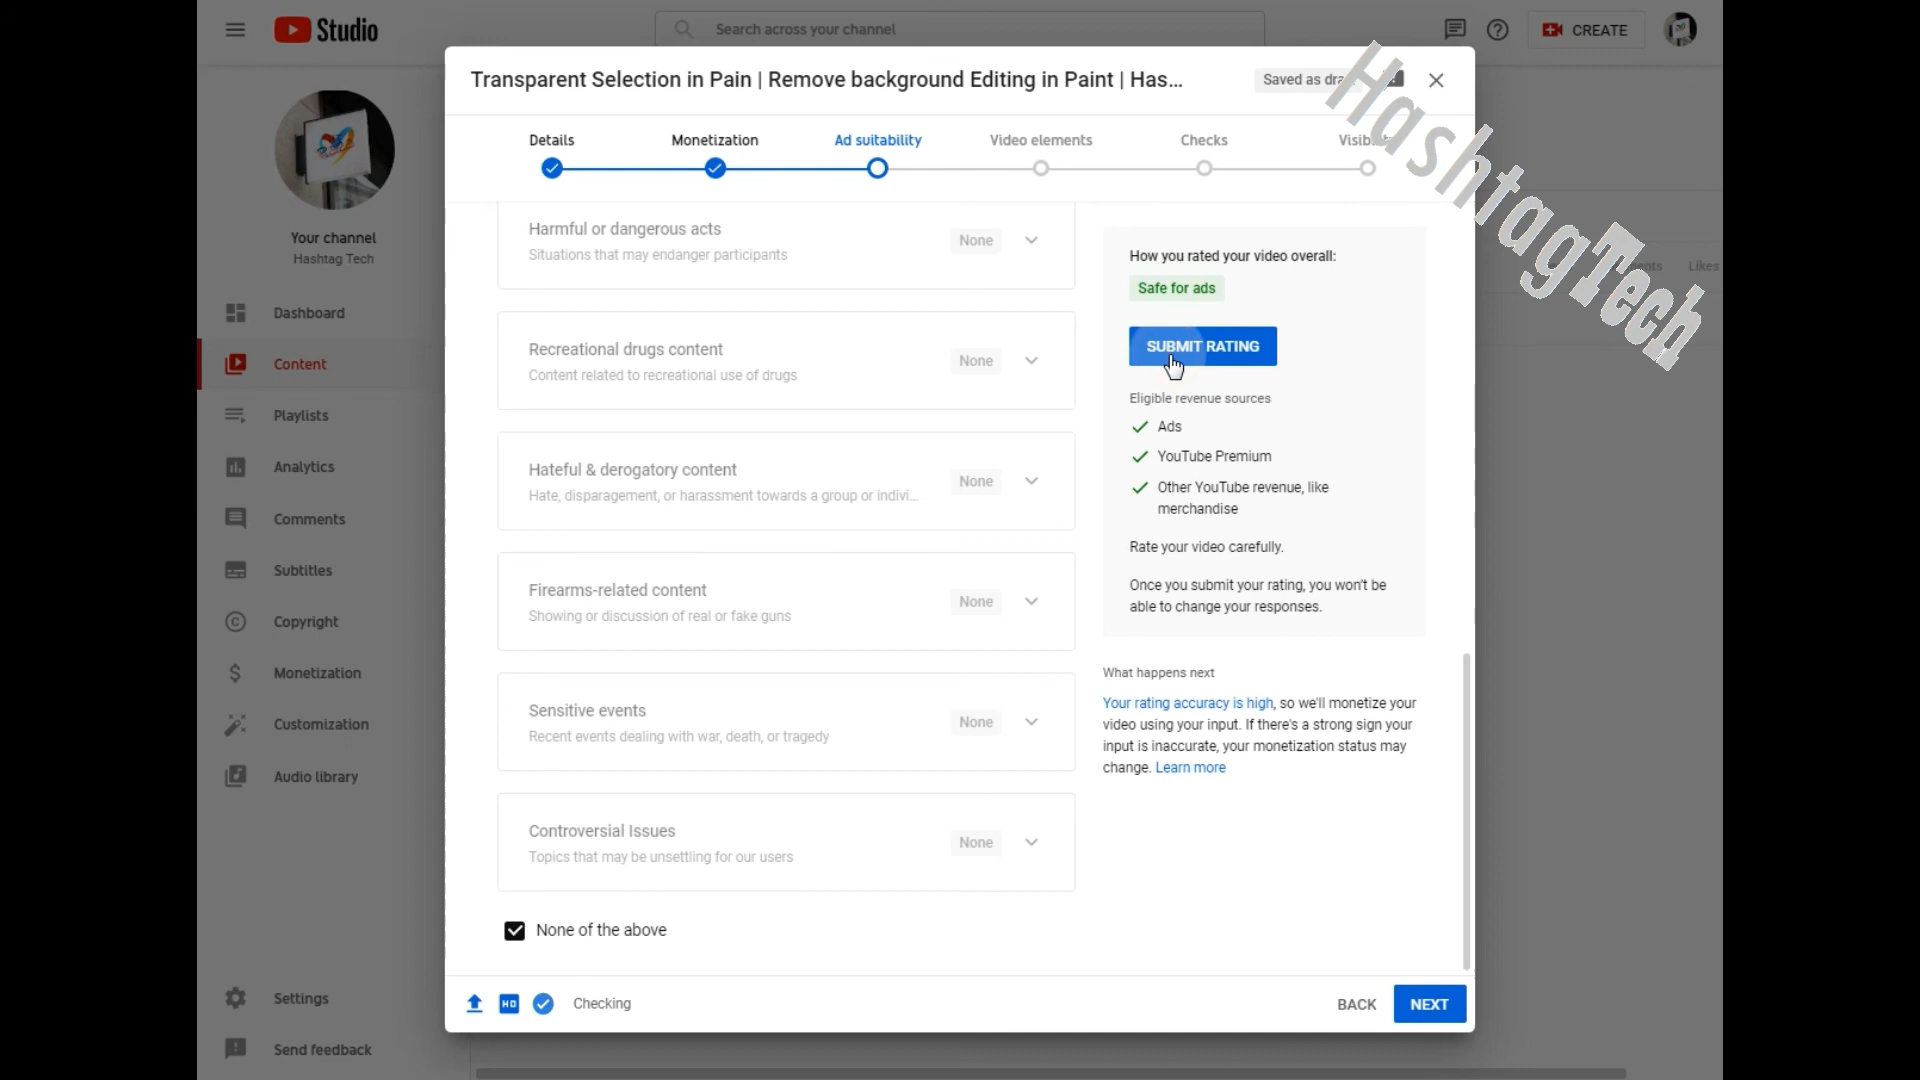 Studio
Search across your channel
CREATE
Transparent Selection in Pain | Remove background Editing in Paint | Has...
Saved as dra
HashtagTech
Details
Monetization
Ad suitability
Video elements
Checks
Your channel
Hashtag Tech
Dashboard
Content
Playlists
Analytics
Comments
Subtitles
Copyright
Monetization
Customization
Audio library
Settings
Send feedback
Harmful or dangerous acts
Situations that may endanger participants
None
Recreational drugs content
Content related to recreational use of drugs
None
Hateful & derogatory content
Hate, disparagement, or harassment towards a group or indivi...
None
Firearms-related content
Showing or discussion of real or fake guns
None
Sensitive events
Recent events dealing with war, death, or tragedy
None
Controversial Issues
Topics that may be unsettling for our users
None
None of the above
How you rated your video overall:
Safe for ads
SUBMIT RATING
Eligible revenue sources
Ads
YouTube Premium
Other YouTube revenue, like
merchandise
Rate your video carefully.
Once you submit your rating, you won't be
able to change your responses.
What happens next
Your rating accuracy is high, so we'll monetize your
video using your input. If there's a strong sign your
input is inaccurate, your monetization status may
change. Learn more
Likes
HD
Checking
BACK
NEXT